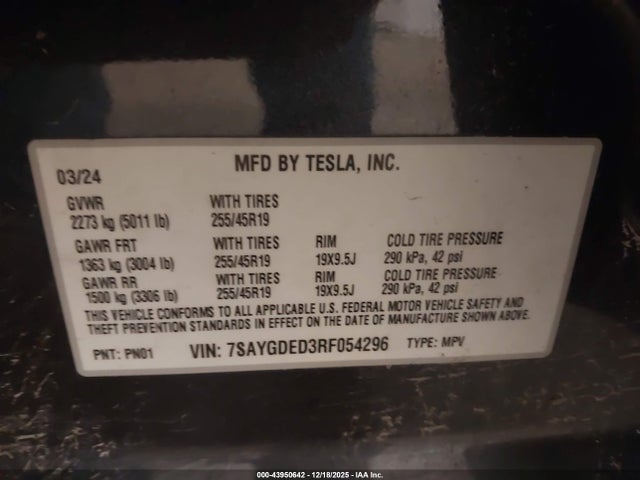 MFD BY TESLA, INC.
03/24
GVWR WITH TIRES
2273 kg (5011 lb) 255/45R19
GAWR FRT WITH TIRES RIM COLD TIRE PRESSURE
1363 kg (3004 lb) 255/45R19 19X9.5J 290 kPa, 42 psi
GAWR RR WITH TIRES RIM COLD TIRE PRESSURE
1500 kg (3306 lb) 255/45R19 19X9.5J 290 kPa, 42 psi
THIS VEHICLE CONFORMS TO ALL APPLICABLE U.S. FEDERAL MOTOR VEHICLE SAFETY AND
THEFT PREVENTION STANDARDS IN EFFECT ON THE DATE OF MANUFACTURE SHOWN ABOVE.
PNT: PN01 VIN: 7SAYGDED3RF054296 TYPE: MPV
000-43950642 - 12/18/2025 - IAA Inc.